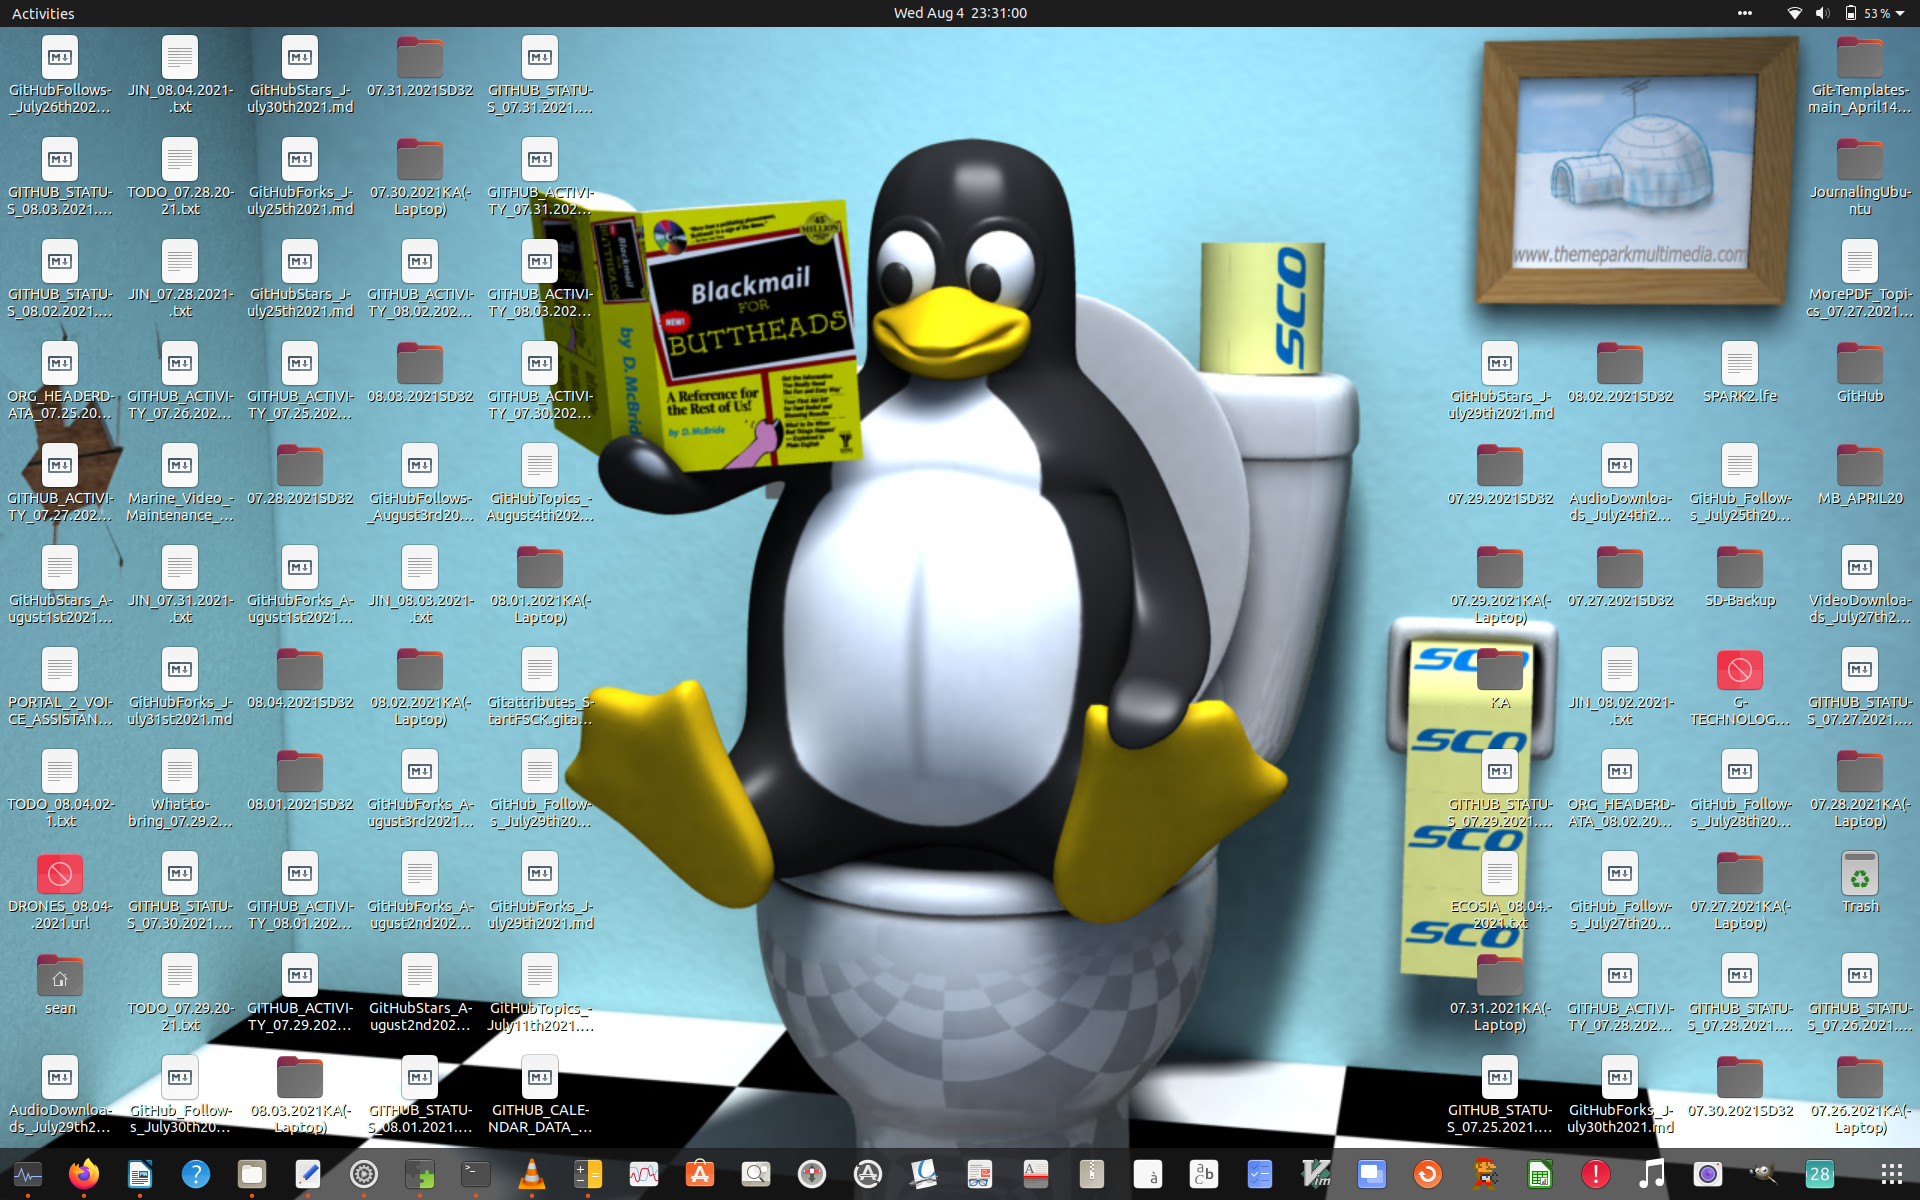 Activities
Wed Aug 4 23:31:00
53 %
GitHubFollows-
_July26th202...
JIN_08.04.2021-
.txt
GitHubStars_J-
uly30th2021.md
07.31.2021SD32
GITHUB_STATU-
S_07.31.2021....
Git-Templates-
main_April14...
GITHUB_STATU-
S_08.03.2021....
TODO_07.28.20-
21.txt
GitHubForks_J-
uly25th2021.md
07.30.2021KA(-
Laptop)
GITHUB_ACTIVI-
TY_07.31.202...
JournalingUbu-
ntu
GITHUB_STATU-
S_08.02.2021....
JIN_07.28.2021-
.txt
GitHubStars_J-
uly25th2021.md
GITHUB_ACTIVI-
TY_08.02.202...
GITHUB_ACTIVI-
TY_08.03.202...
MorePDF_Topi-
cs_07.27.2021...
ORG_HEADERD-
ATA_07.25.20...
GITHUB_ACTIVI-
TY_07.26.202...
GITHUB_ACTIVI-
TY_07.25.202...
08.03.2021SD32
GITHUB_ACTIVI-
TY_07.30.202...
GitHubStars_J-
uly29th2021.md
08.02.2021SD32
SPARK2.lfe
GitHub
GITHUB_ACTIVI-
TY_07.27.202...
Marine_Video_-
Maintenance_...
07.28.2021SD32
GitHubFollows-
_August3rd20...
GitHubTopics_-
August4th202...
07.29.2021SD32
AudioDownloa-
ds_July24th2...
GitHub_Follow-
s_July25th20...
MB_APRIL20
GitHubStars_A-
ugust1st2021...
JIN_07.31.2021-
.txt
GitHubForks_A-
ugust1st2021...
JIN_08.03.2021-
.txt
08.01.2021KA(-
Laptop)
07.29.2021KA(-
Laptop)
07.27.2021SD32
SD-Backup
VideoDownloa-
ds_July27th2...
PORTAL_2_VOI-
CE_ASSISTAN...
GitHubForks_J-
uly31st2021.md
08.04.2021SD32
08.02.2021KA(-
Laptop)
Gitattributes_S-
tartFSCK.gita...
KA
JIN_08.02.2021-
.txt
G-
TECHNOLOG...
GITHUB_STATU-
S_07.27.2021....
TODO_08.04.02-
1.txt
What-to-
bring_07.29.2...
08.01.2021SD32
GitHubForks_A-
ugust3rd2021...
GitHub_Follow-
s_July29th20...
GITHUB_STATU-
S_07.29.2021....
ORG_HEADERD-
ATA_08.02.20...
GitHub_Follow-
s_July28th20...
07.28.2021KA(-
Laptop)
DRONES_08.04-
.2021.url
GITHUB_STATU-
S_07.30.2021....
GITHUB_ACTIVI-
TY_08.01.202...
GitHubForks_A-
ugust2nd202...
GitHubForks_J-
uly29th2021.md
ECOSIA_08.04.-
2021.txt
GitHub_Follow-
s_July27th20...
07.27.2021KA(-
Laptop)
Trash
sean
TODO_07.29.20-
21.txt
GITHUB_ACTIVI-
TY_07.29.202...
GitHubStars_A-
ugust2nd202...
GitHubTopics_-
July11th2021....
07.31.2021KA(-
Laptop)
GITHUB_ACTIVI-
TY_07.28.202...
GITHUB_STATU-
S_07.28.2021....
GITHUB_STATU-
S_07.26.2021....
AudioDownloa-
ds_July29th2...
GitHub_Follow-
s_July30th20...
08.03.2021KA(-
Laptop)
GITHUB_STATU-
S_08.01.2021....
GITHUB_CALE-
NDAR_DATA_...
GITHUB_STATU-
S_07.25.2021....
GitHubForks_J-
uly30th2021.md
07.30.2021SD32
07.26.2021KA(-
Laptop)
Blackmail
FOR
BUTTHEADS
NEW!
MILLION
A Reference for
the Rest of Us!
by D. McBride
Blackmail
by D. McBrid
www.themeparkmultimedia.com
SCO
SCO
SCO
SCO
SCO
28